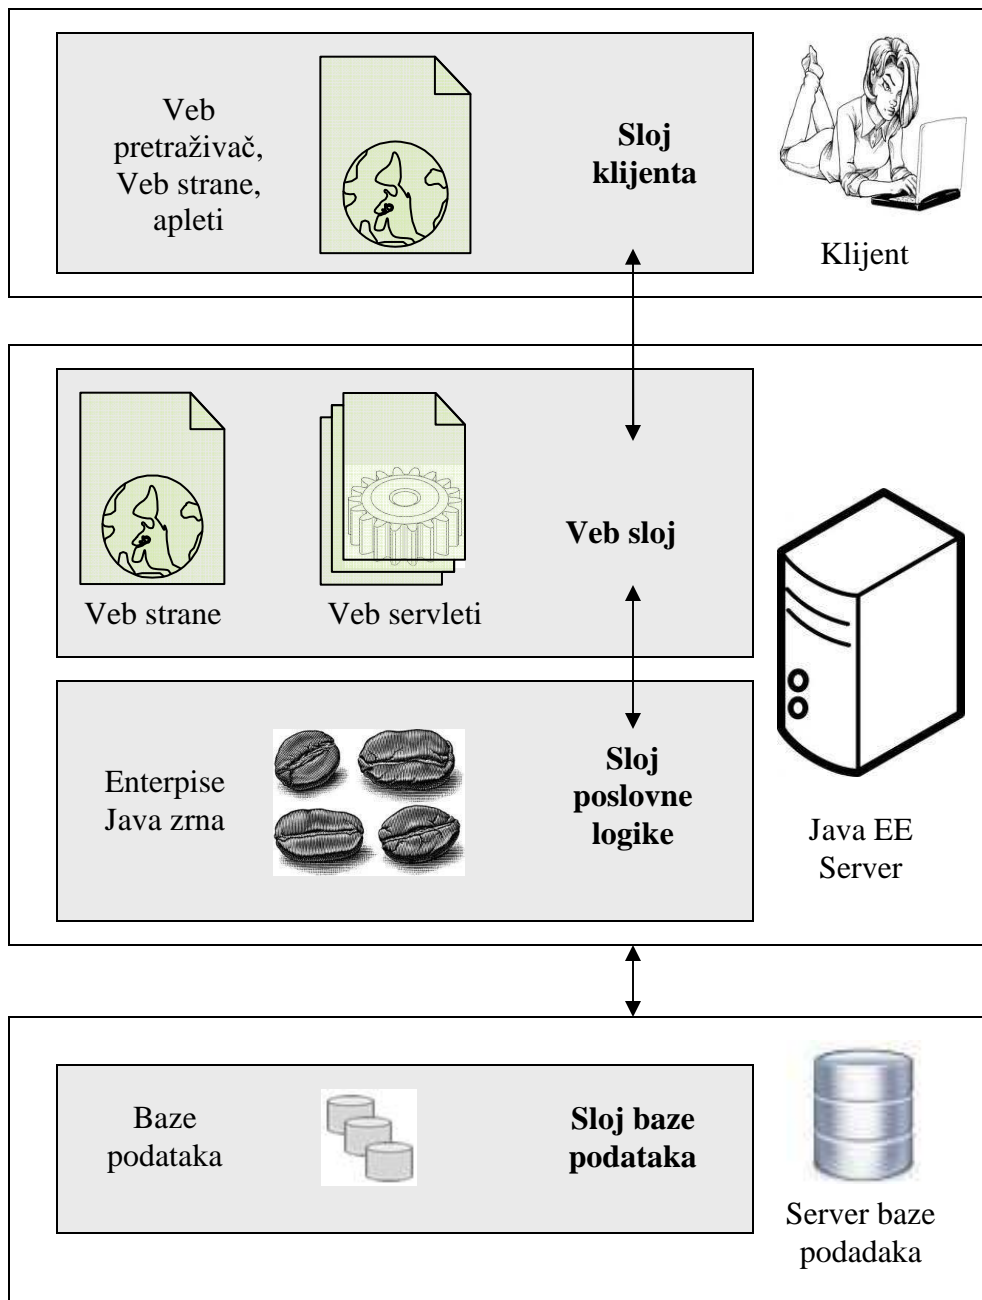 Veb
pretraživač,
Veb strane,
apleti
Sloj
klijenta
Klijent
Veb strane
Veb servleti
Veb sloj
Enterpise
Java zrna
Sloj
poslovne
logike
Java EE
Server
Baze
podataka
Sloj baze
podataka
Server baze
podadaka